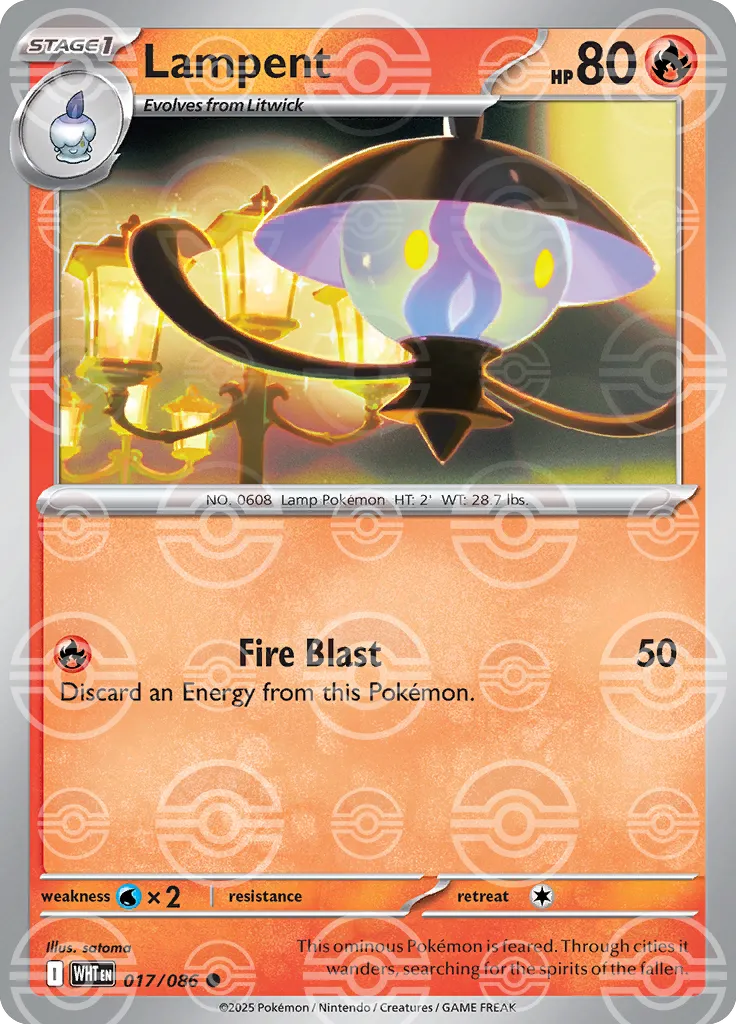 STAGE1
Lampent
HP 80
Evolves from Litwick
NO. 0608 Lamp Pokémon HT: 2' WT: 28.7 lbs.
Fire Blast 50
Discard an Energy from this Pokémon.
weakness ×2 resistance retreat
Illus. satoma
This ominous Pokémon is feared. Through cities it
wanders, searching for the spirits of the fallen.
I WHT EN 017/086
©2025 Pokémon / Nintendo / Creatures / GAME FREAK